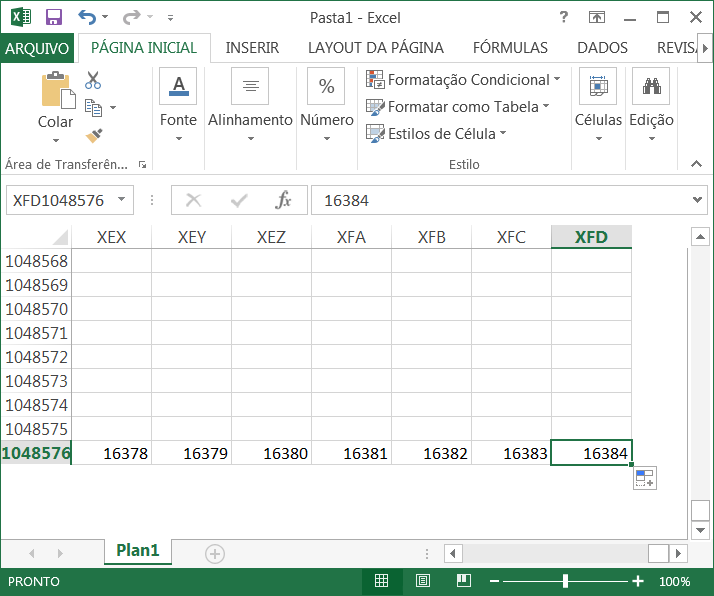 Pasta1 - Excel
?
ARQUIVO PÁGINA INICIAL INSERIR LAYOUT DA PÁGINA FÓRMULAS DADOS REVISA
Colar
Fonte
Alinhamento
Número
Formatação Condicional
Formatar como Tabela
Estilos de Célula
Células
Edição
Área de Transferên...
Estilo
XFD1048576 fx 16384
XEX XEY XEZ XFA XFB XFC XFD
1048568
1048569
1048570
1048571
1048572
1048573
1048574
1048575
1048576 16378 16379 16380 16381 16382 16383 16384
Plan1
PRONTO 100%